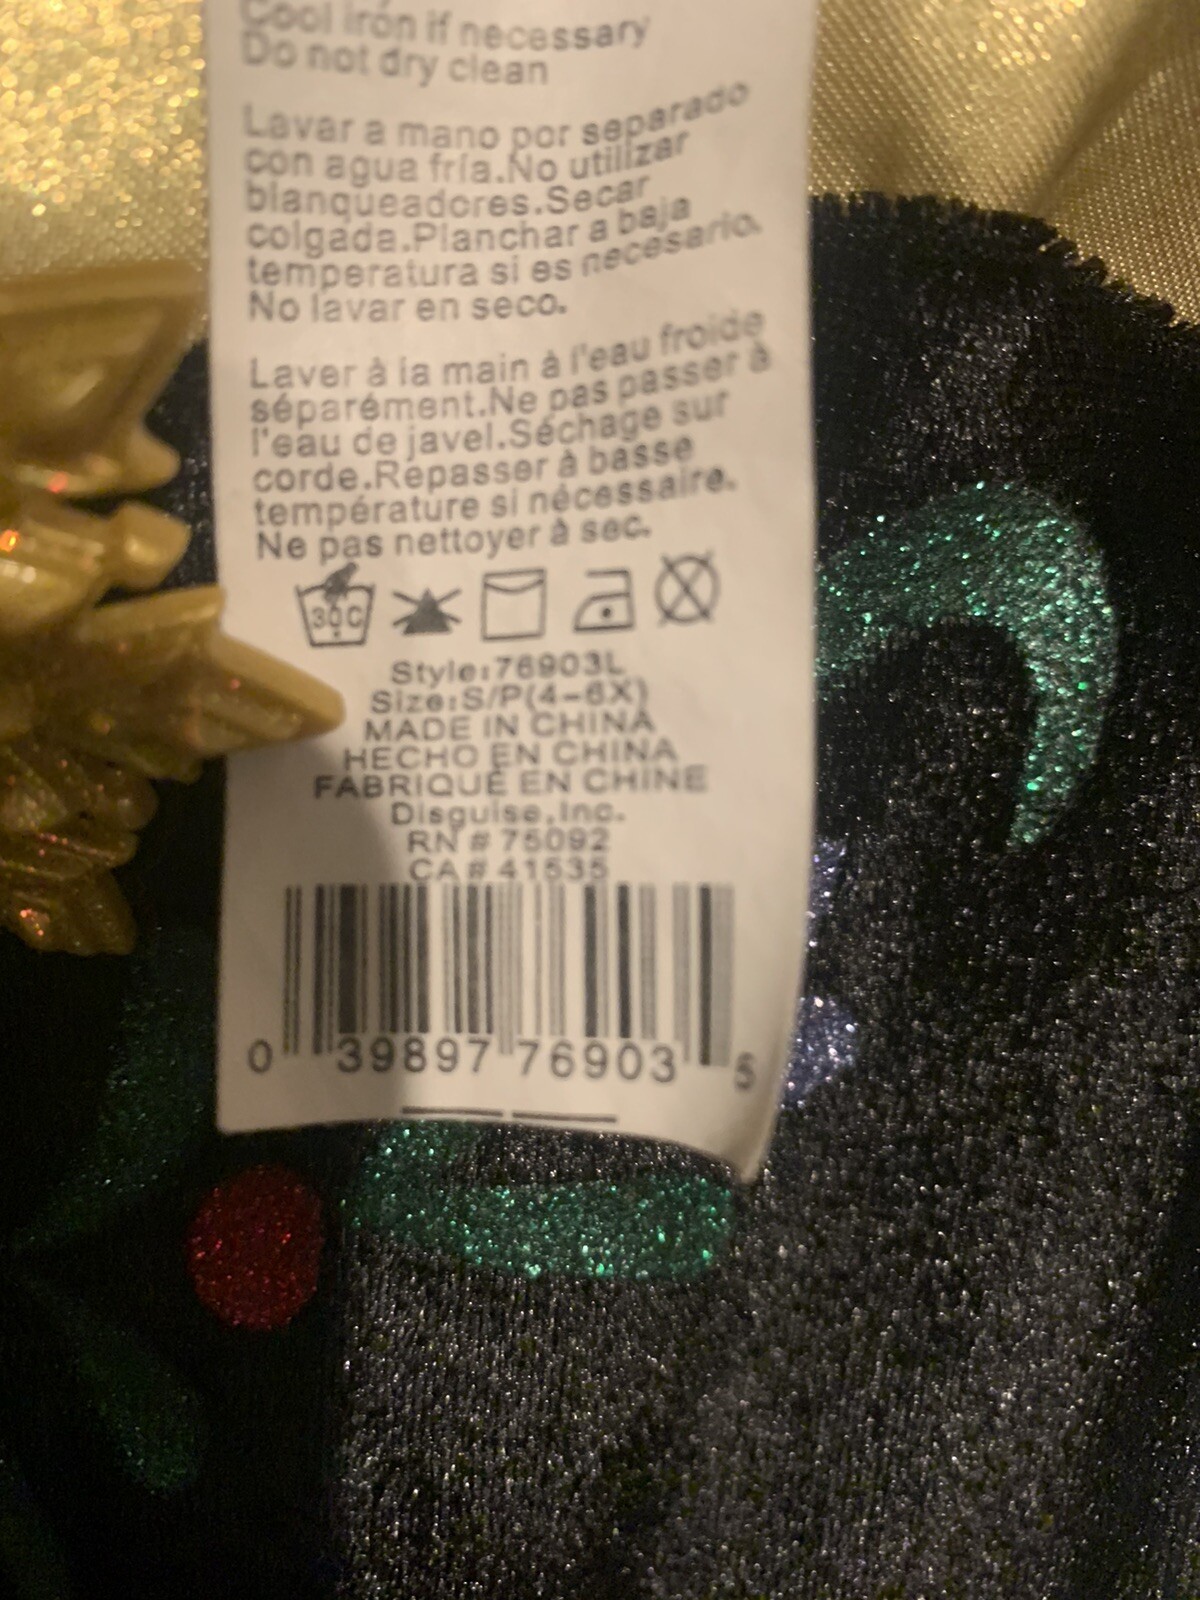 Cool iron if necessary
Do not dry clean
Lavar a mano por separado
con agua fría.No utilizar
blanqueadores.Secar
colgada.Planchar a baja
temperatura si es necesario.
No lavar en seco.
Laver à la main à l'eau froide
séparément.Ne pas passer à
l'eau de javel.Séchage sur
corde.Repasser à basse
température si nécessaire.
Ne pas nettoyer à sec.
30C
Style:76903L
Size:S/P(4-6X)
MADE IN CHINA
HECHO EN CHINA
FABRIQUÉ EN CHINE
Disguise,Inc.
RN # 75092
CA # 41535
0 39897 76903 5